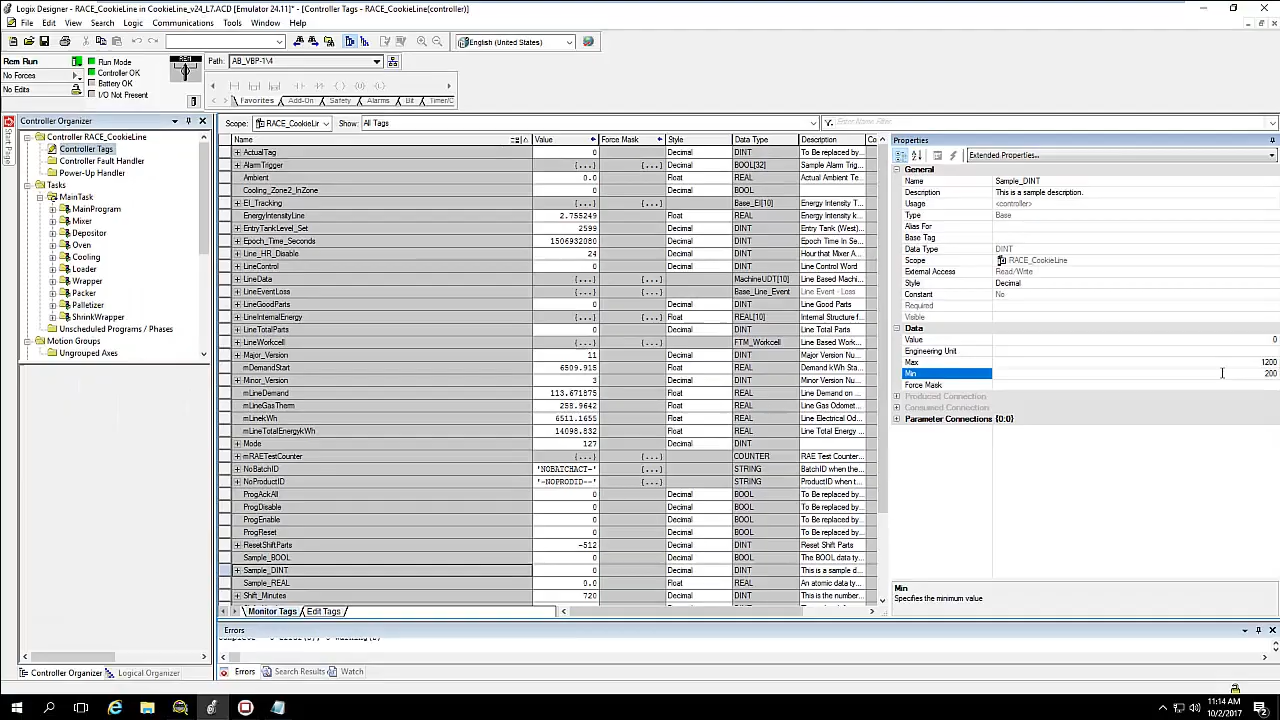 Logix Designer - RACE_CookieLine in CookieLine_v24_L7.ACD [Emulator 24.11]* - [Controller Tags - RACE_CookieLine(controller)]
File Edit View Search Logic Communications Tools Window Help
English (United States)
Rem Run
Run Mode
REM
Path: AB_VBP-1\4
No Forces
Controller OK
No Edits
Battery OK
I/O Not Present
Favorites Add-On Safety Alarms Bit Timer/C
Controller Organizer
Scope: RACE_CookieLir Show: All Tags
Enter Name Filter...
Start Page
Controller RACE_CookieLine
Controller Tags
Controller Fault Handler
Power-Up Handler
Tasks
MainTask
MainProgram
Mixer
Depositor
Oven
Cooling
Loader
Wrapper
Packer
Palletizer
ShrinkWrapper
Unscheduled Programs / Phases
Motion Groups
Ungrouped Axes
Name Value Force Mask Style Data Type Description Co
ActualTag 0 Decimal DINT To Be replaced by
AlarmTrigger {...} {...} Decimal BOOL[32] Sample Alarm Trig...
Ambient 0.0 Float REAL Actual Ambient Te...
Cooling_Zone2_InZone 0 Decimal BOOL
EI_Tracking {...} {...} Base_EI[10] Energy Intensity T...
EnergyIntensityLine 2.755249 Float REAL Energy Intensity k...
EntryTankLevel_Set 2599 Decimal DINT Entry Tank (West)...
Epoch_Time_Seconds 1506932080 Decimal DINT Epoch Time In Se...
Line_HR_Disable 24 Decimal DINT Hour that Mixer A...
LineControl 0 Decimal DINT Line Control Word
LineData {...} {...} MachineUDT[10] Line Based Machi...
LineEventLoss {...} {...} Base_Line_Event Line Event - Loss
LineGoodParts 0 Decimal DINT Line Good Parts
LineInternalEnergy {...} {...} Float REAL[10] Internal Structure f...
LineTotalParts 0 Decimal DINT Line Total Parts
LineWorkcell {...} {...} FTM_Workcell Line Based Work...
Major_Version 11 Decimal DINT Major Version Nu...
mDemandStart 6509.915 Float REAL Demand kWh Sta...
Minor_Version 3 Decimal DINT Minor Version Nu...
mLineDemand 113.671875 Float REAL Line Demand on ...
mLineGasTherm 258.9642 Float REAL Line Gas Odomet...
mLinekWh 6511.1655 Float REAL Line Electrical Od...
mLineTotalEnergykWh 14098.832 Float REAL Line Total Energy ...
Mode 127 Decimal DINT
mRAETestCounter {...} {...} COUNTER RAE Test Counter...
NoBatchID 'NOBATCHACT-' {...} STRING BatchID when the
NoProductID '-NOPRODID--' {...} STRING ProductID when t...
ProgAckAll 0 Decimal BOOL To Be replaced by
ProgDisable 0 Decimal BOOL To Be replaced by
ProgEnable 0 Decimal BOOL To Be replaced by
ProgReset 0 Decimal BOOL To Be replaced by
ResetShiftParts -512 Decimal DINT Reset Shift Parts
Sample_BOOL 0 Decimal BOOL The BOOL data ty...
Sample_DINT 0 Decimal DINT This is a sample d...
Sample_REAL 0.0 Float REAL An atomic data ty...
Shift_Minutes 720 Decimal DINT This is the number...
Monitor Tags Edit Tags
Properties
Extended Properties...
General
Name Sample_DINT
Description This is a sample description.
Usage <controller>
Type Base
Alias For
Base Tag
Data Type DINT
Scope RACE_CookieLine
External Access Read/Write
Style Decimal
Constant No
Required
Visible
Data
Value 0
Engineering Unit
Max 1200
Min 200
Force Mask
Produced Connection
Consumed Connection
Parameter Connections {0:0}
Min
Specifies the minimum value
Errors
Controller Organizer Logical Organizer
Errors Search Results Watch
11:14 AM
10/2/2017